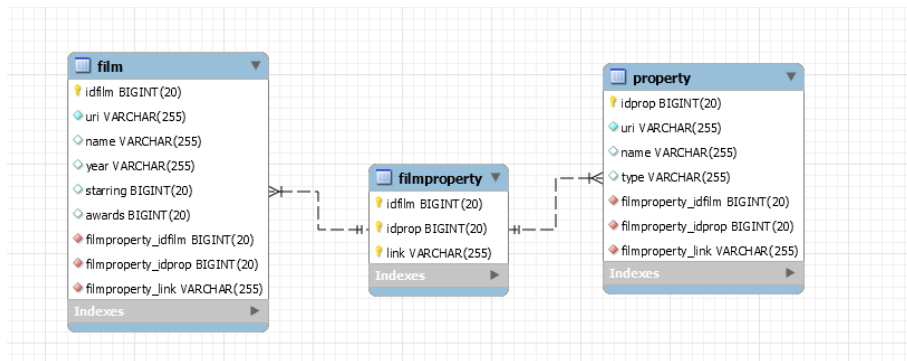 film
idfilm BIGINT(20)
uri VARCHAR(255)
name VARCHAR(255)
year VARCHAR(255)
starring BIGINT(20)
awards BIGINT(20)
filmproperty_idfilm BIGINT(20)
filmproperty_idprop BIGINT(20)
filmproperty_link VARCHAR(255)
Indexes
filmproperty
idfilm BIGINT(20)
idprop BIGINT(20)
link VARCHAR(255)
Indexes
property
idprop BIGINT(20)
uri VARCHAR(255)
name VARCHAR(255)
type VARCHAR(255)
filmproperty_idfilm BIGINT(20)
filmproperty_idprop BIGINT(20)
filmproperty_link VARCHAR(255)
Indexes